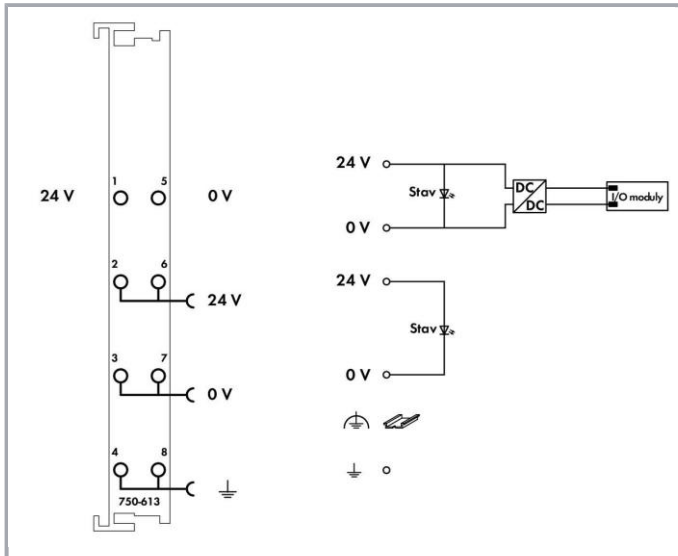 1 5
24 V 0 V
2 6
24 V
3 7
0 V
4 8
750-613
24 V
Stav
DC
DC
I/O moduly
0 V
24 V
Stav
0 V